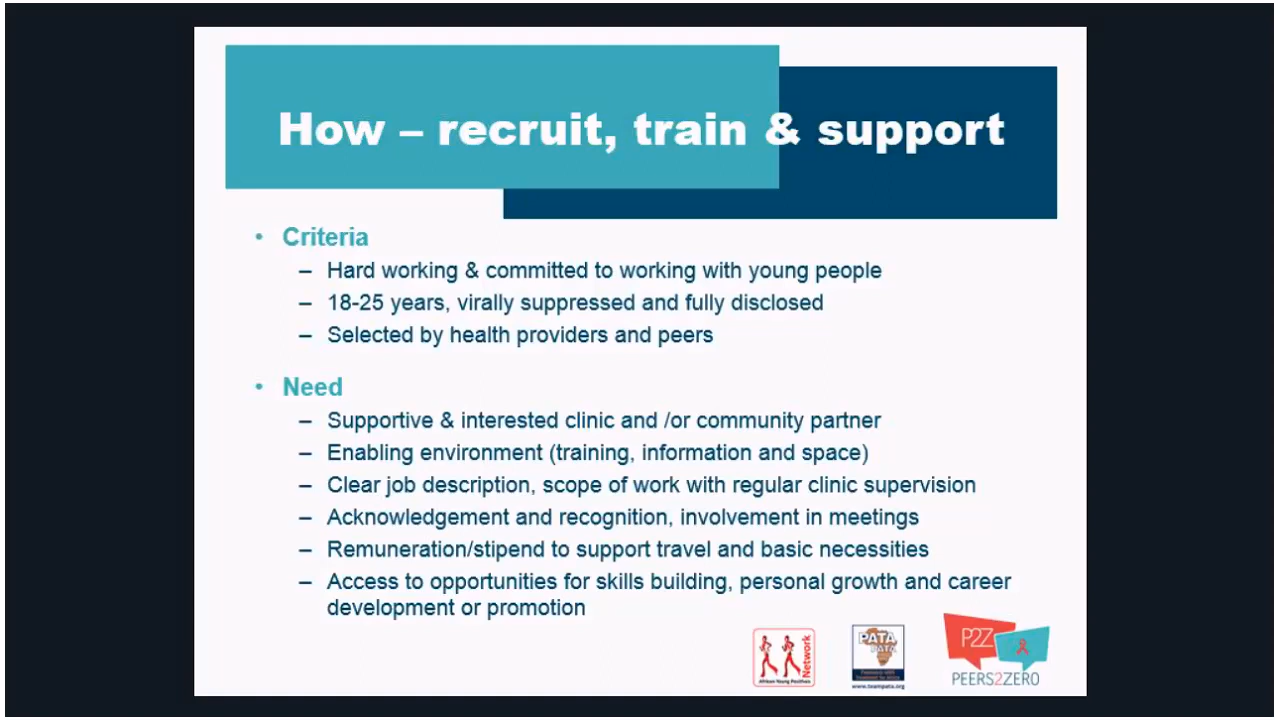 How – recruit, train & support
• Criteria
– Hard working & committed to working with young people
– 18-25 years, virally suppressed and fully disclosed
– Selected by health providers and peers
• Need
– Supportive & interested clinic and /or community partner
– Enabling environment (training, information and space)
– Clear job description, scope of work with regular clinic supervision
– Acknowledgement and recognition, involvement in meetings
– Remuneration/stipend to support travel and basic necessities
– Access to opportunities for skills building, personal growth and career
development or promotion
African Young Positives
Network
PATA
www.teampata.org
P2Z
PEERS2ZERO